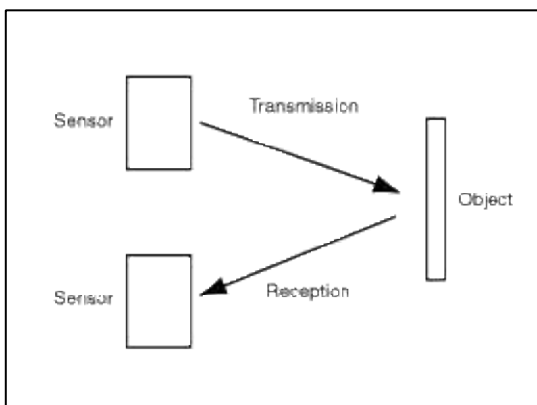 Transmission
Sensor
Object
Reception
Sensor